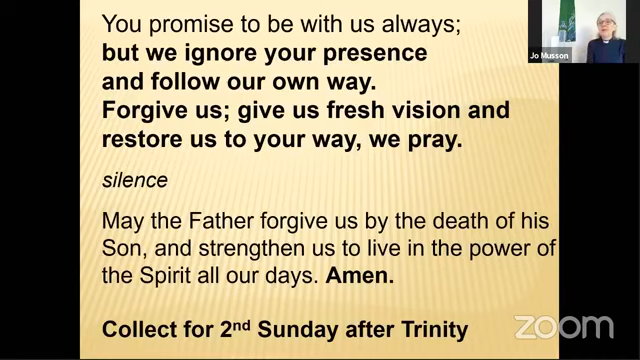 You promise to be with us always;
but we ignore your presence
and follow our own way.
Forgive us; give us fresh vision and
restore us to your way, we pray.
silence
May the Father forgive us by the death of his
Son, and strengthen us to live in the power of
the Spirit all our days. Amen.
Collect for 2nd Sunday after Trinity
Jo Musson
zoom